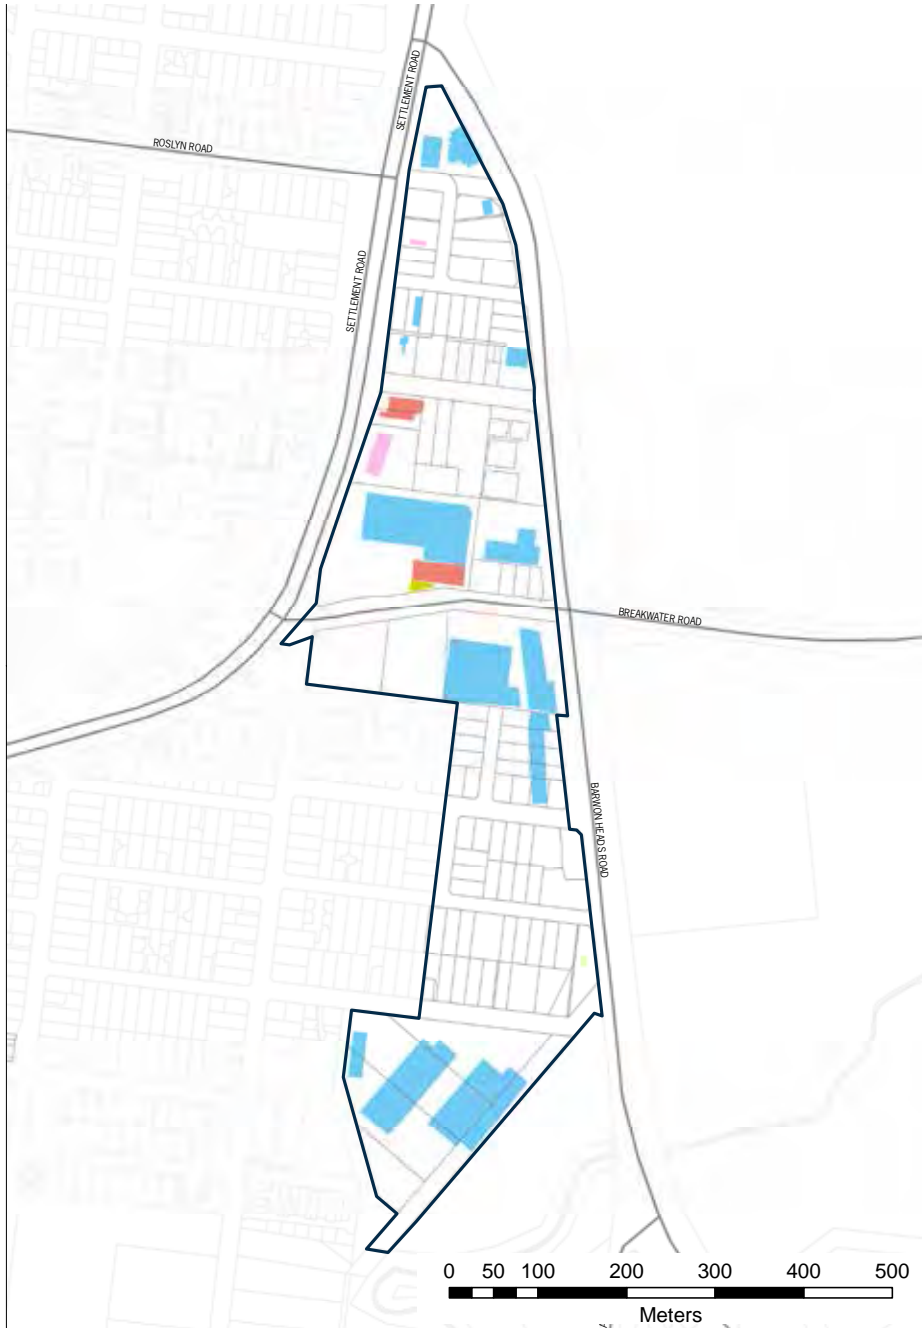 SETTLEMENT ROAD
ROSLYN ROAD
SETTLEMENT ROAD
BREAKWATER ROAD
BARWON HEADS ROAD
0 50 100 200 300 400 500
Meters